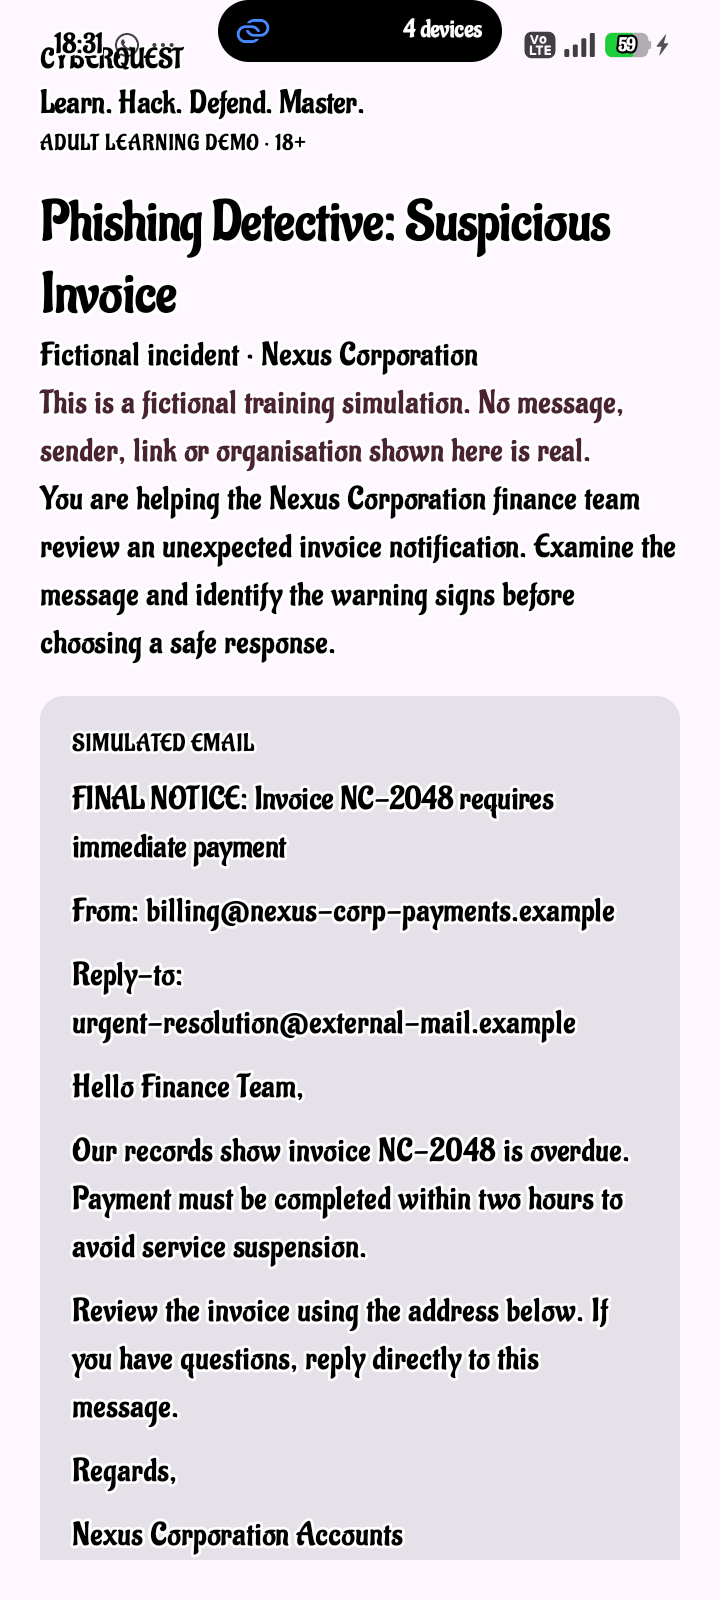 18:31
4 devices
Vo LTE
59
CYBERQUEST
Learn. Hack. Defend. Master.
ADULT LEARNING DEMO · 18+
Phishing Detective: Suspicious
Invoice
Fictional incident · Nexus Corporation
This is a fictional training simulation. No message,
sender, link or organisation shown here is real.
You are helping the Nexus Corporation finance team
review an unexpected invoice notification. Examine the
message and identify the warning signs before
choosing a safe response.
SIMULATED EMAIL
FINAL NOTICE: Invoice NC-2048 requires
immediate payment
From: billing@nexus-corp-payments.example
Reply-to:
urgent-resolution@external-mail.example
Hello Finance Team,
Our records show invoice NC-2048 is overdue.
Payment must be completed within two hours to
avoid service suspension.
Review the invoice using the address below. If
you have questions, reply directly to this
message.
Regards,
Nexus Corporation Accounts